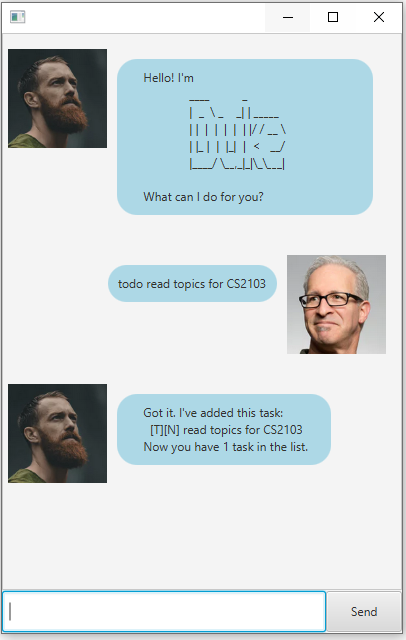 Hello! I'm
 ____        _
|  _ \ _   _| | _____
| | | | | | | |/ / _ \
| |_| | |_| |   <  __/
|____/ \__,_|_|\_\___|
What can I do for you?
todo read topics for CS2103
Got it. I've added this task:
[T][N] read topics for CS2103
Now you have 1 task in the list.
Send